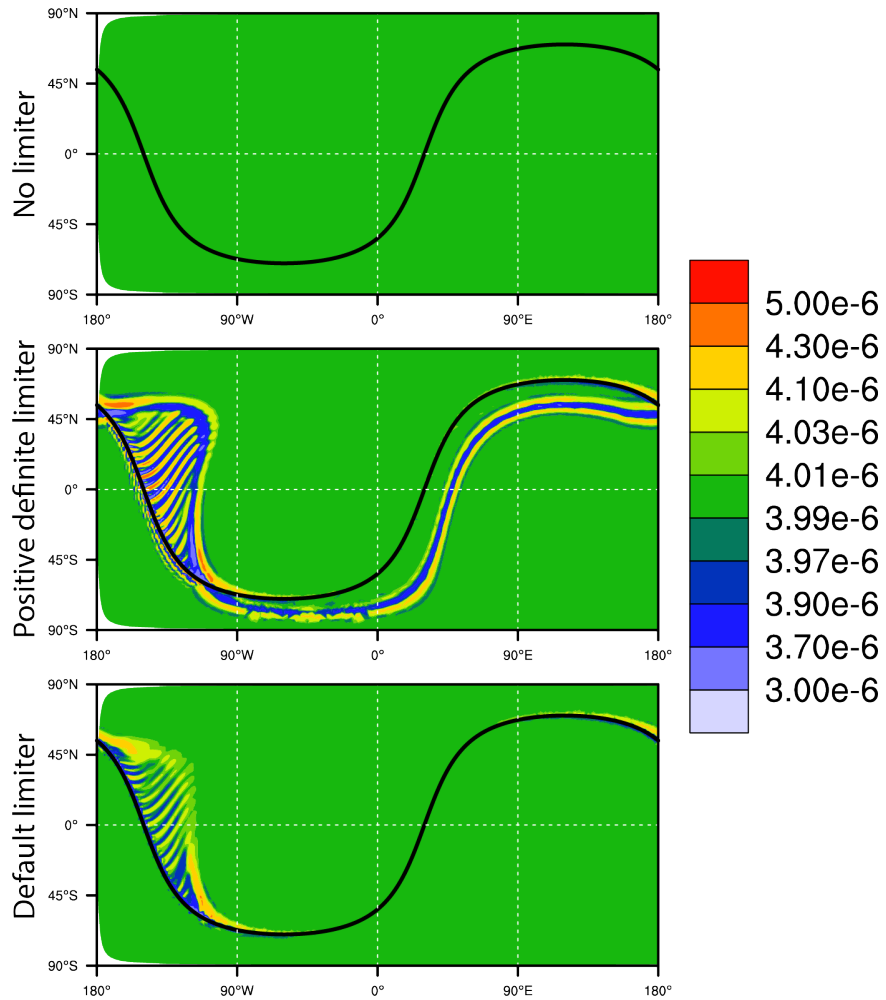 No limiter
90°N
45°N
0°
45°S
90°S
180°
90°W
0°
90°E
180°
Positive definite limiter
90°N
45°N
0°
45°S
90°S
180°
90°W
0°
90°E
180°
Default limiter
90°N
45°N
0°
45°S
90°S
180°
90°W
0°
90°E
180°
5.00e-6
4.30e-6
4.10e-6
4.03e-6
4.01e-6
3.99e-6
3.97e-6
3.90e-6
3.70e-6
3.00e-6